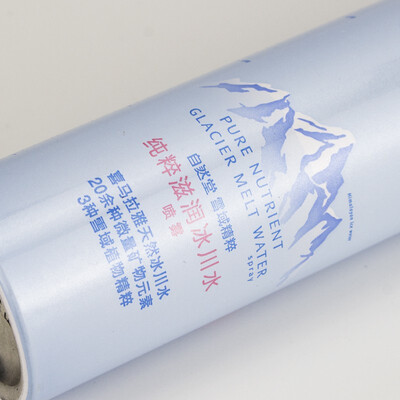 PURE NUTRIENT
GLACIER MELT WATER
spray
自然堂 雪域精粹
纯粹滋润冰川水
喷雾
喜马拉雅天然冰川水
20余种微量矿物元素
3种雪域植物精粹